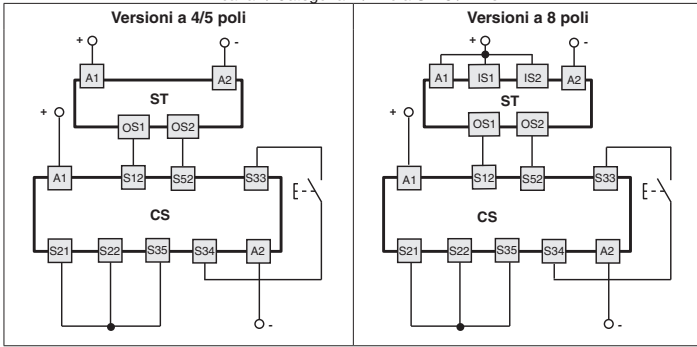 Versioni a 4/5 poli
+ -
A1 A2
ST
OS1 OS2
+
A1 S12 S52 S33
CS
S21 S22 S35 S34 A2
-
Versioni a 8 poli
+ -
A1 IS1 IS2 A2
ST
OS1 OS2
+
A1 S12 S52 S33
CS
S21 S22 S35 S34 A2
-